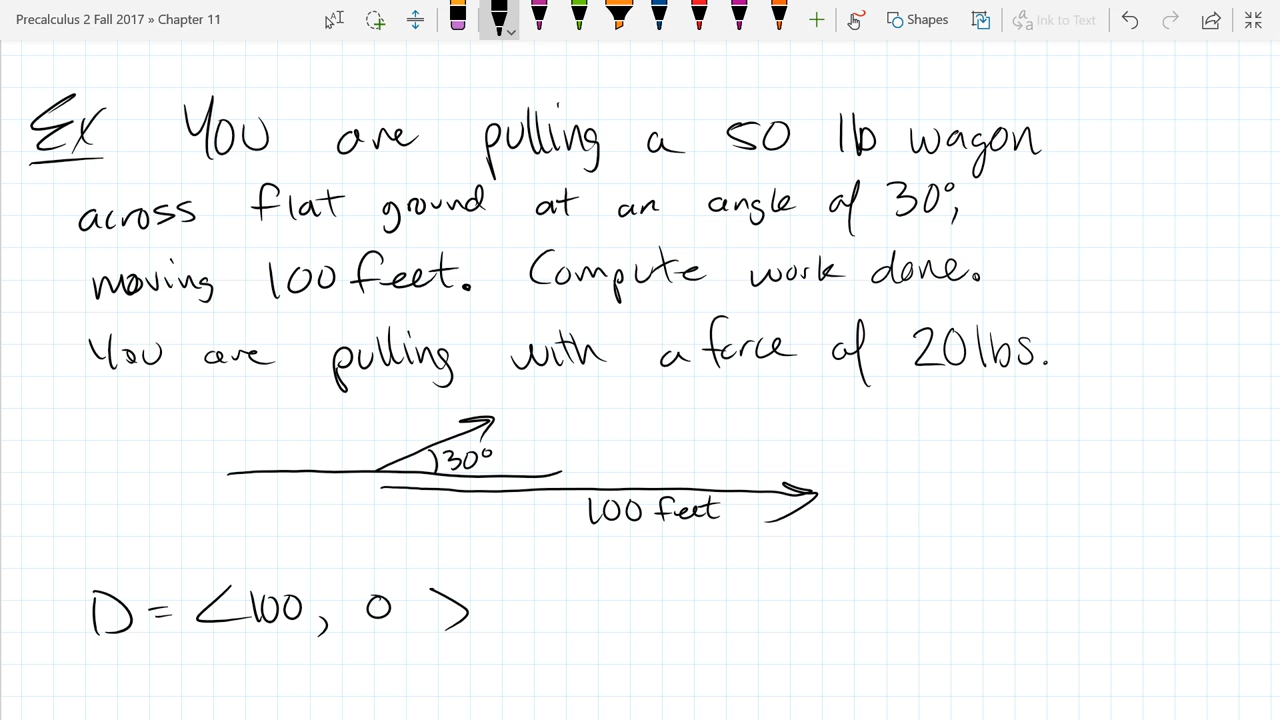 Precalculus 2 Fall 2017 » Chapter 11
Shapes
Ink to Text
Ex You are pulling a 50 lb wagon
across flat ground at an angle of 30°,
moving 100 feet. Compute work done.
You are pulling with a force of 20 lbs.
30°
100 feet
D = <100, 0 >